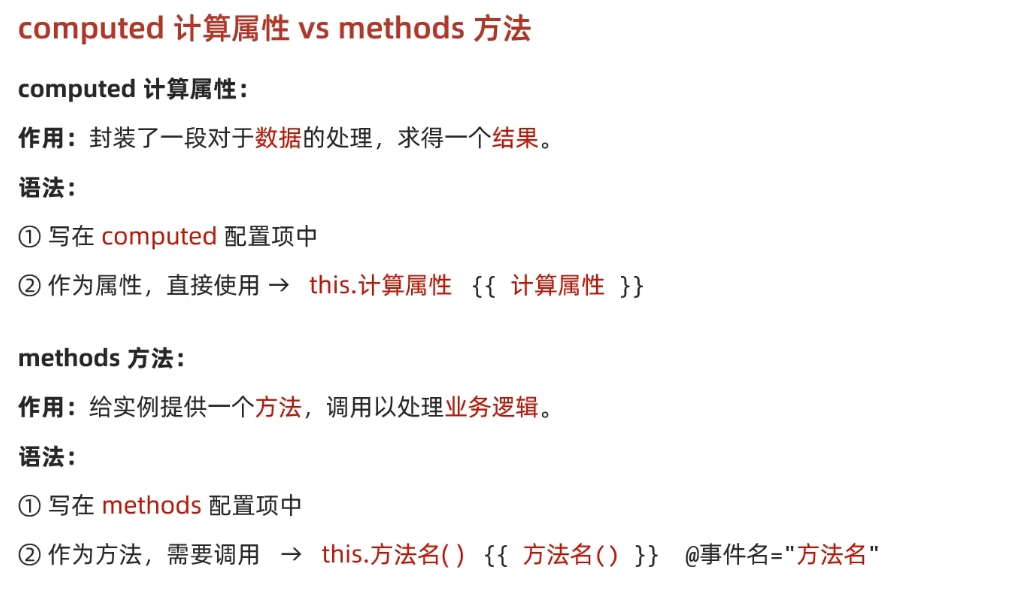 computed 计算属性 vs methods 方法
computed 计算属性：
作用：封装了一段对于数据的处理，求得一个结果。
语法：
① 写在 computed 配置项中
② 作为属性，直接使用 → this.计算属性 {{ 计算属性 }}
methods 方法：
作用：给实例提供一个方法，调用以处理业务逻辑。
语法：
① 写在 methods 配置项中
② 作为方法，需要调用 → this.方法名( ) {{ 方法名() }} @事件名="方法名"